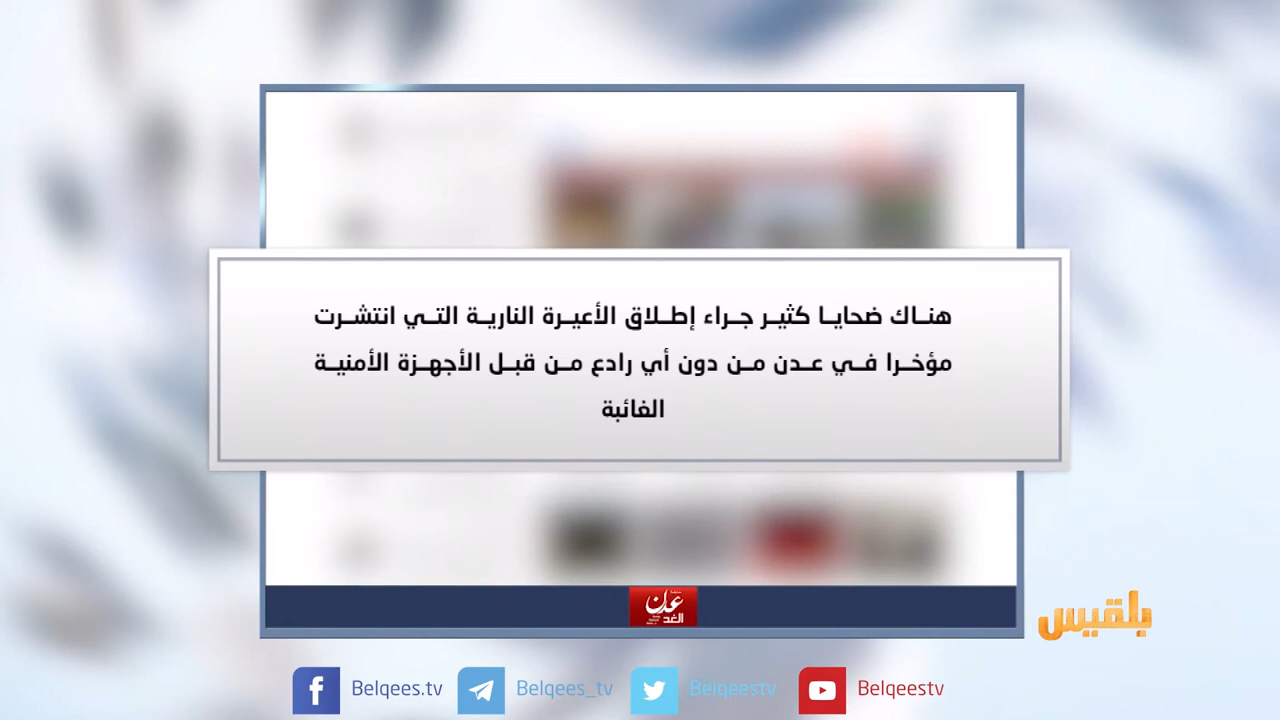 هناك ضحايا كثير جراء إطلاق الأعيرة النارية التي انتشرت
مؤخرا في عدن من دون أي رادع من قبل الأجهزة الأمنية
الغائبة
عدن
الغد
بلقيس
Belqees.tv
Belqees_tv
Belqeestv
Belqeestv